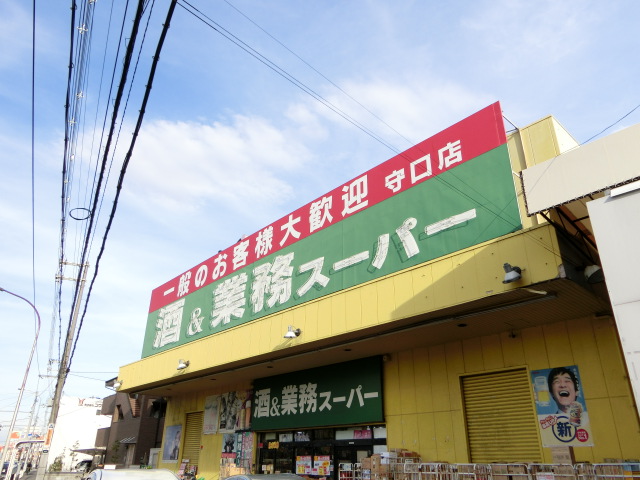 一般のお客様大歓迎 守口店
酒&業務スーパー
酒&業務スーパー
新